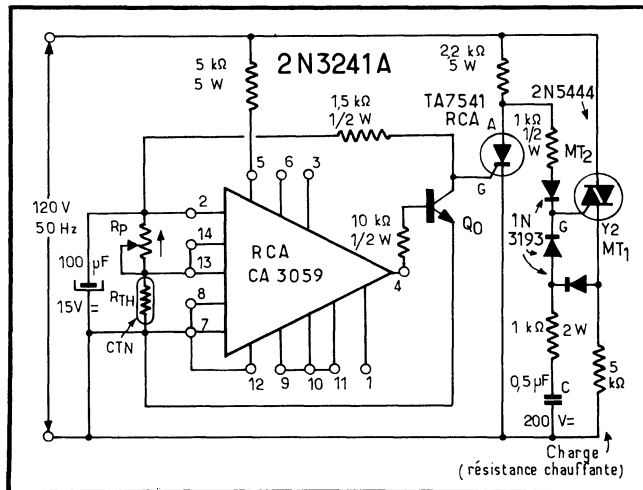 2N3241A
5 kΩ
5 W
2,2 kΩ
5 W
2N5444
1,5 kΩ
1/2 W
TA7541
RCA
A
G
1 kΩ
1/2
W
MT2
5
6
3
2
14
13
8
7
12
9
10
11
1
4
RCA
CA 3059
10 kΩ
1/2 W
Q0
1N
3193
G
Y2
MT1
120 V
50 Hz
100 µF
15V =
RP
RTH
CTN
1 kΩ
2 W
0,5 µF
C
200 V=
5
kΩ
Charge
(résistance chauffante)